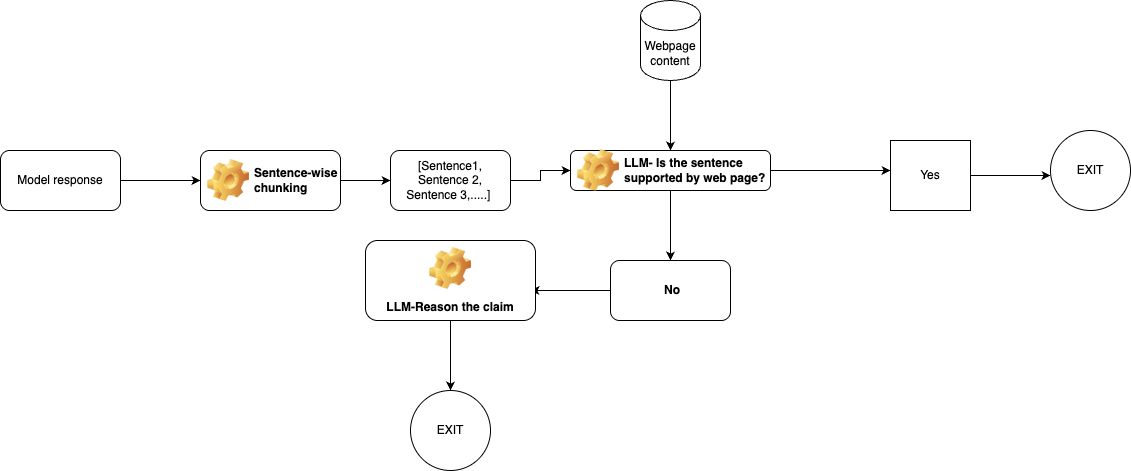 Webpage
content
Model response
Sentence-wise
chunking
[Sentence1,
Sentence 2,
Sentence 3,.....]
LLM- Is the sentence
supported by web page?
Yes
EXIT
LLM-Reason the claim
No
EXIT